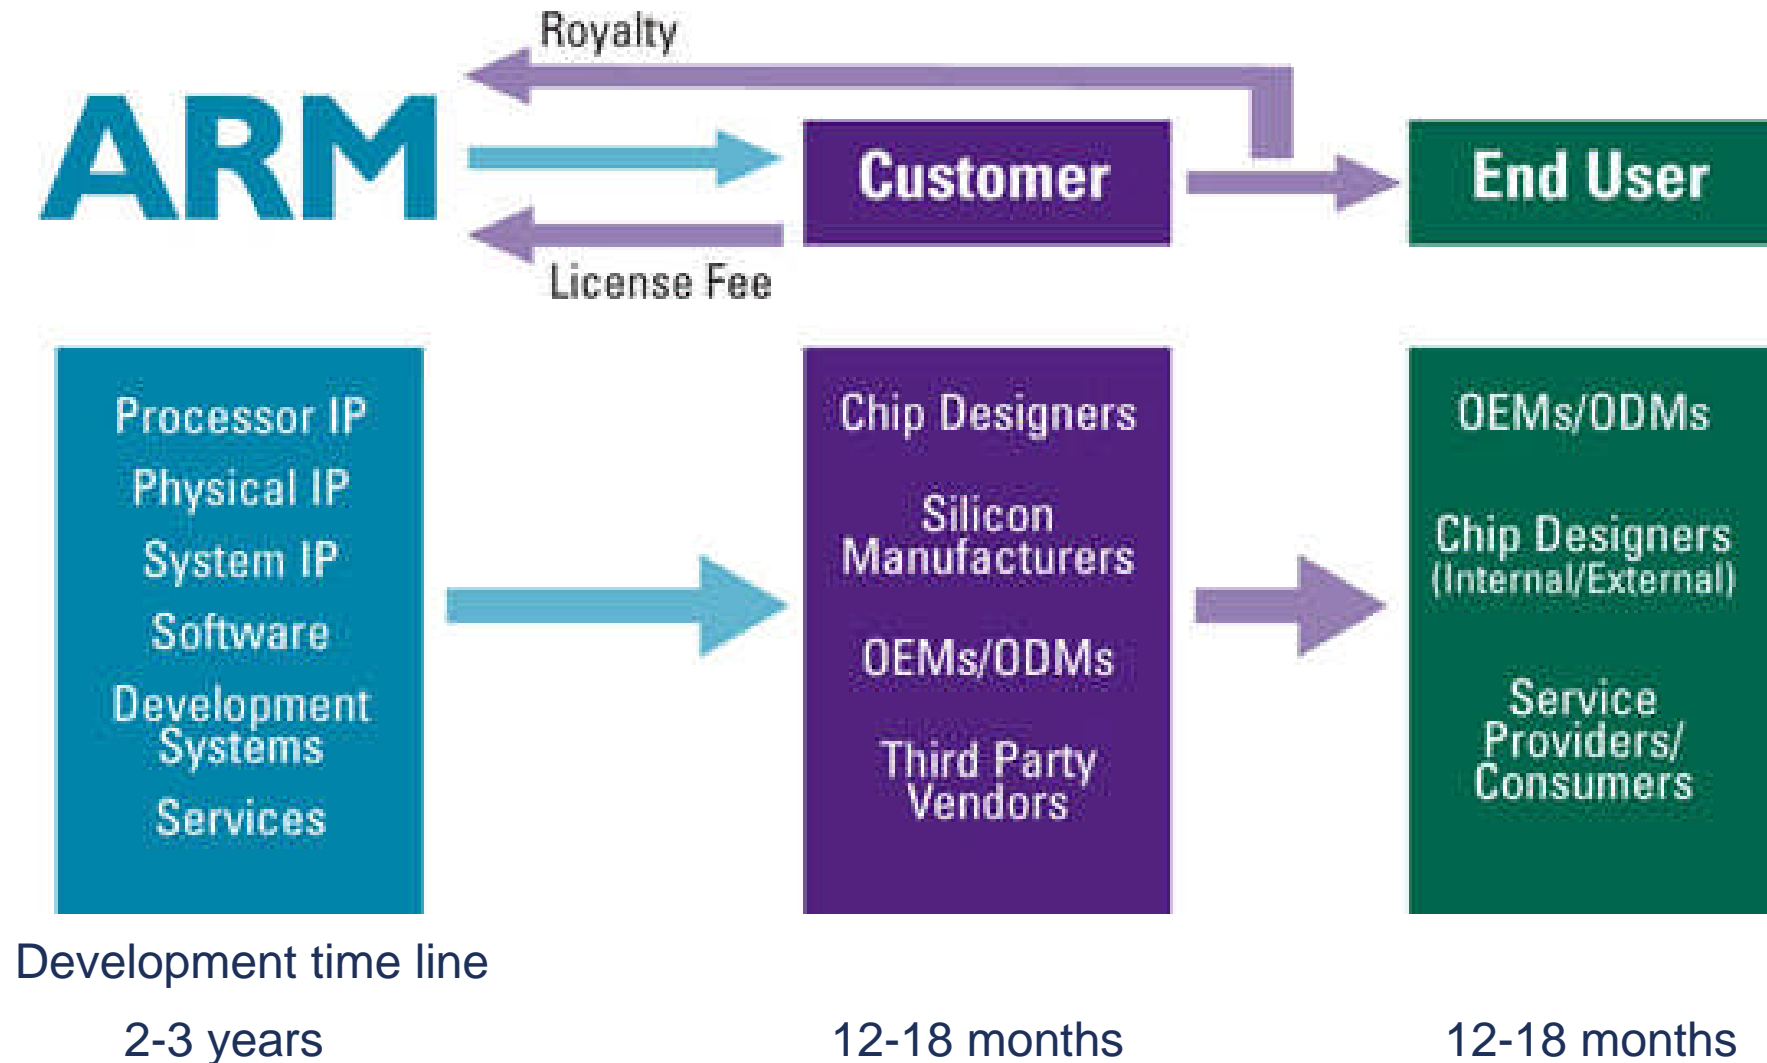 Royalty
ARM
Customer
End User
License Fee
Processor IP
Physical IP
System IP
Software
Development
Systems
Services
Chip Designers
Silicon
Manufacturers
OEMs/ODMs
Third Party
Vendors
OEMs/ODMs
Chip Designers
(Internal/External)
Service
Providers/
Consumers
Development time line
2-3 years
12-18 months
12-18 months